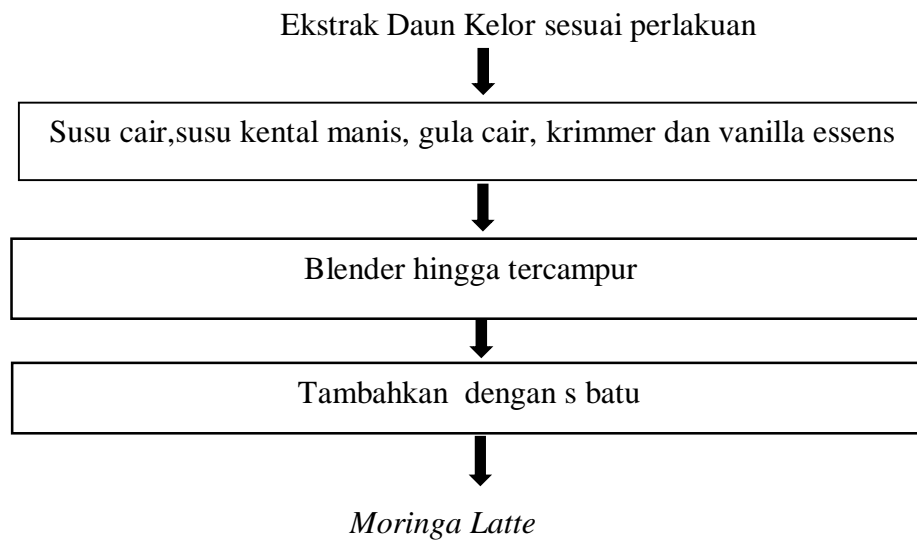 Ekstrak Daun Kelor sesuai perlakuan
Susu cair,susu kental manis, gula cair, krimmer dan vanilla essens
Blender hingga tercampur
Tambahkan dengan s batu
Moringa Latte